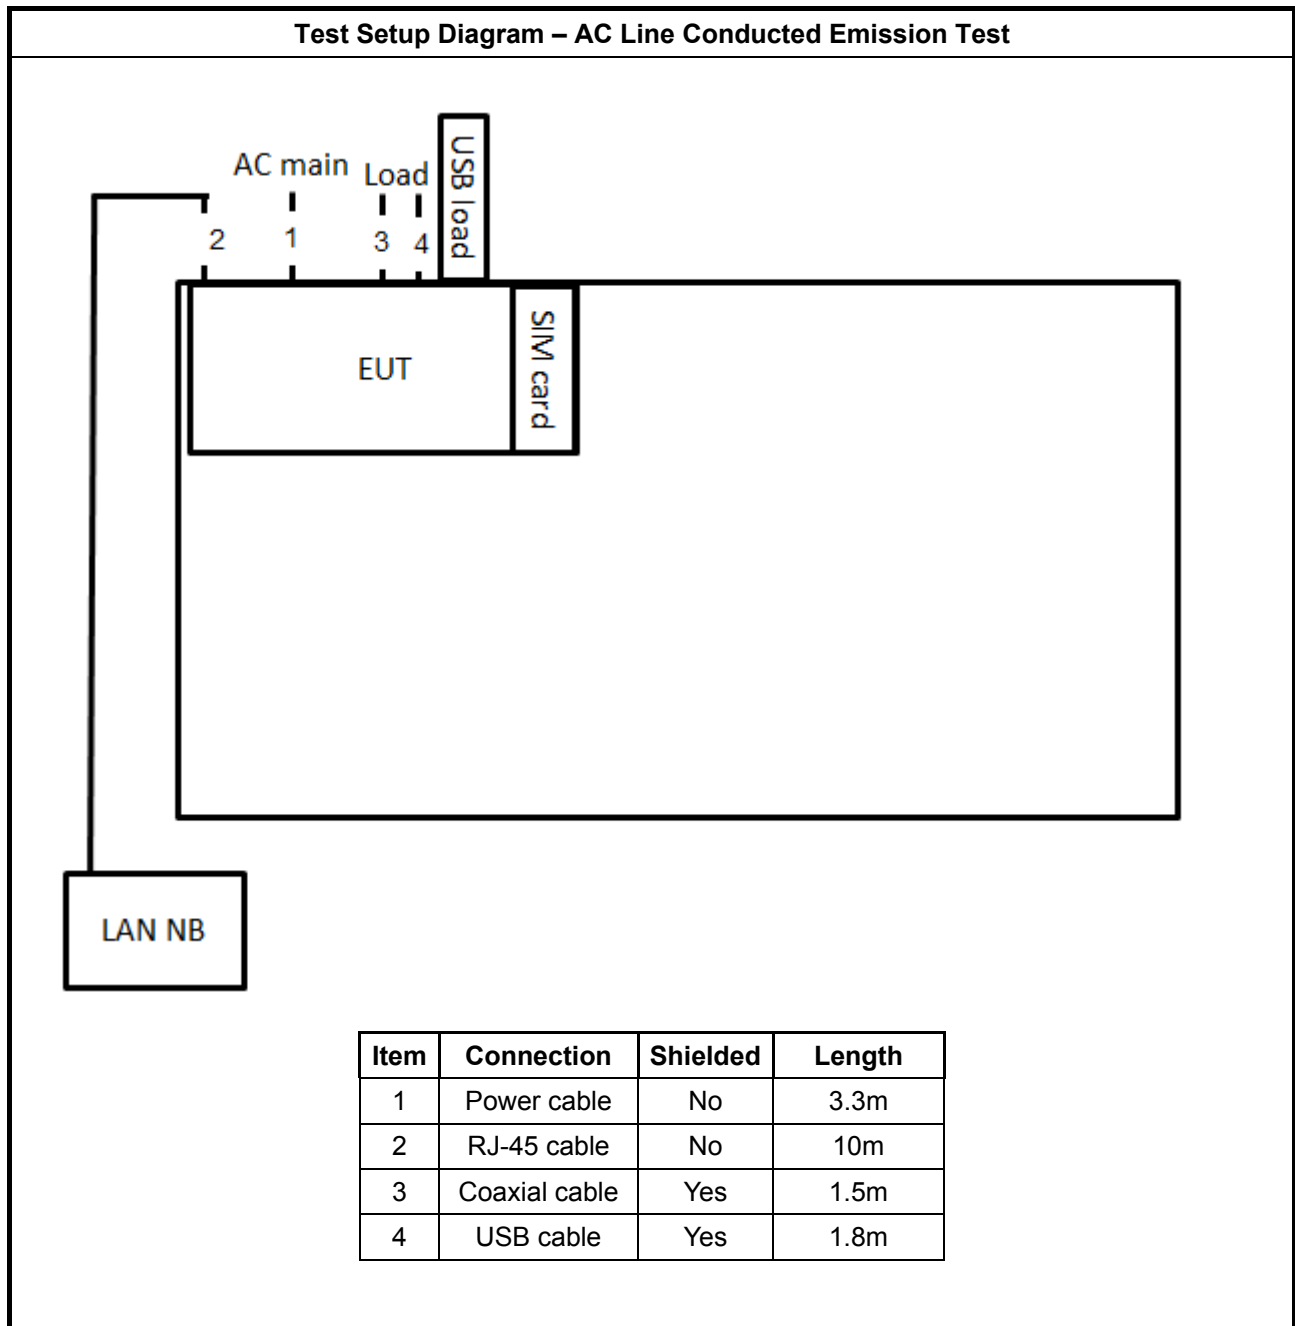 Test Setup Diagram – AC Line Conducted Emission Test
AC main
Load
USB load
2
1
3
4
EUT
SIM card
LAN NB
Item Connection Shielded Length
1 Power cable No 3.3m
2 RJ-45 cable No 10m
3 Coaxial cable Yes 1.5m
4 USB cable Yes 1.8m